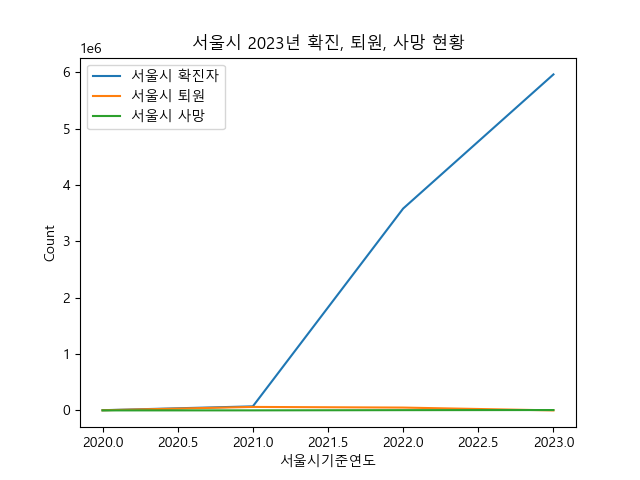 서울시 2023년 확진, 퇴원, 사망 현황
1e6
서울시 확진자
서울시 퇴원
서울시 사망
6
5
4
3
2
1
0
Count
2020.0 2020.5 2021.0 2021.5 2022.0 2022.5 2023.0
서울시기준연도